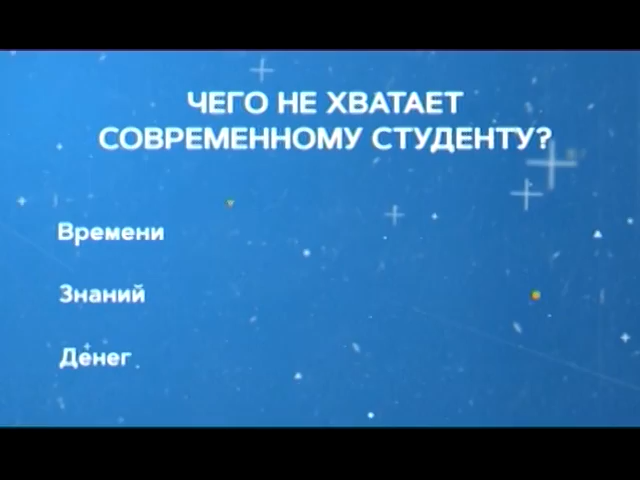 ЧЕГО НЕ ХВАТАЕТ
СОВРЕМЕННОМУ СТУДЕНТУ?
Времени
Знаний
Денег